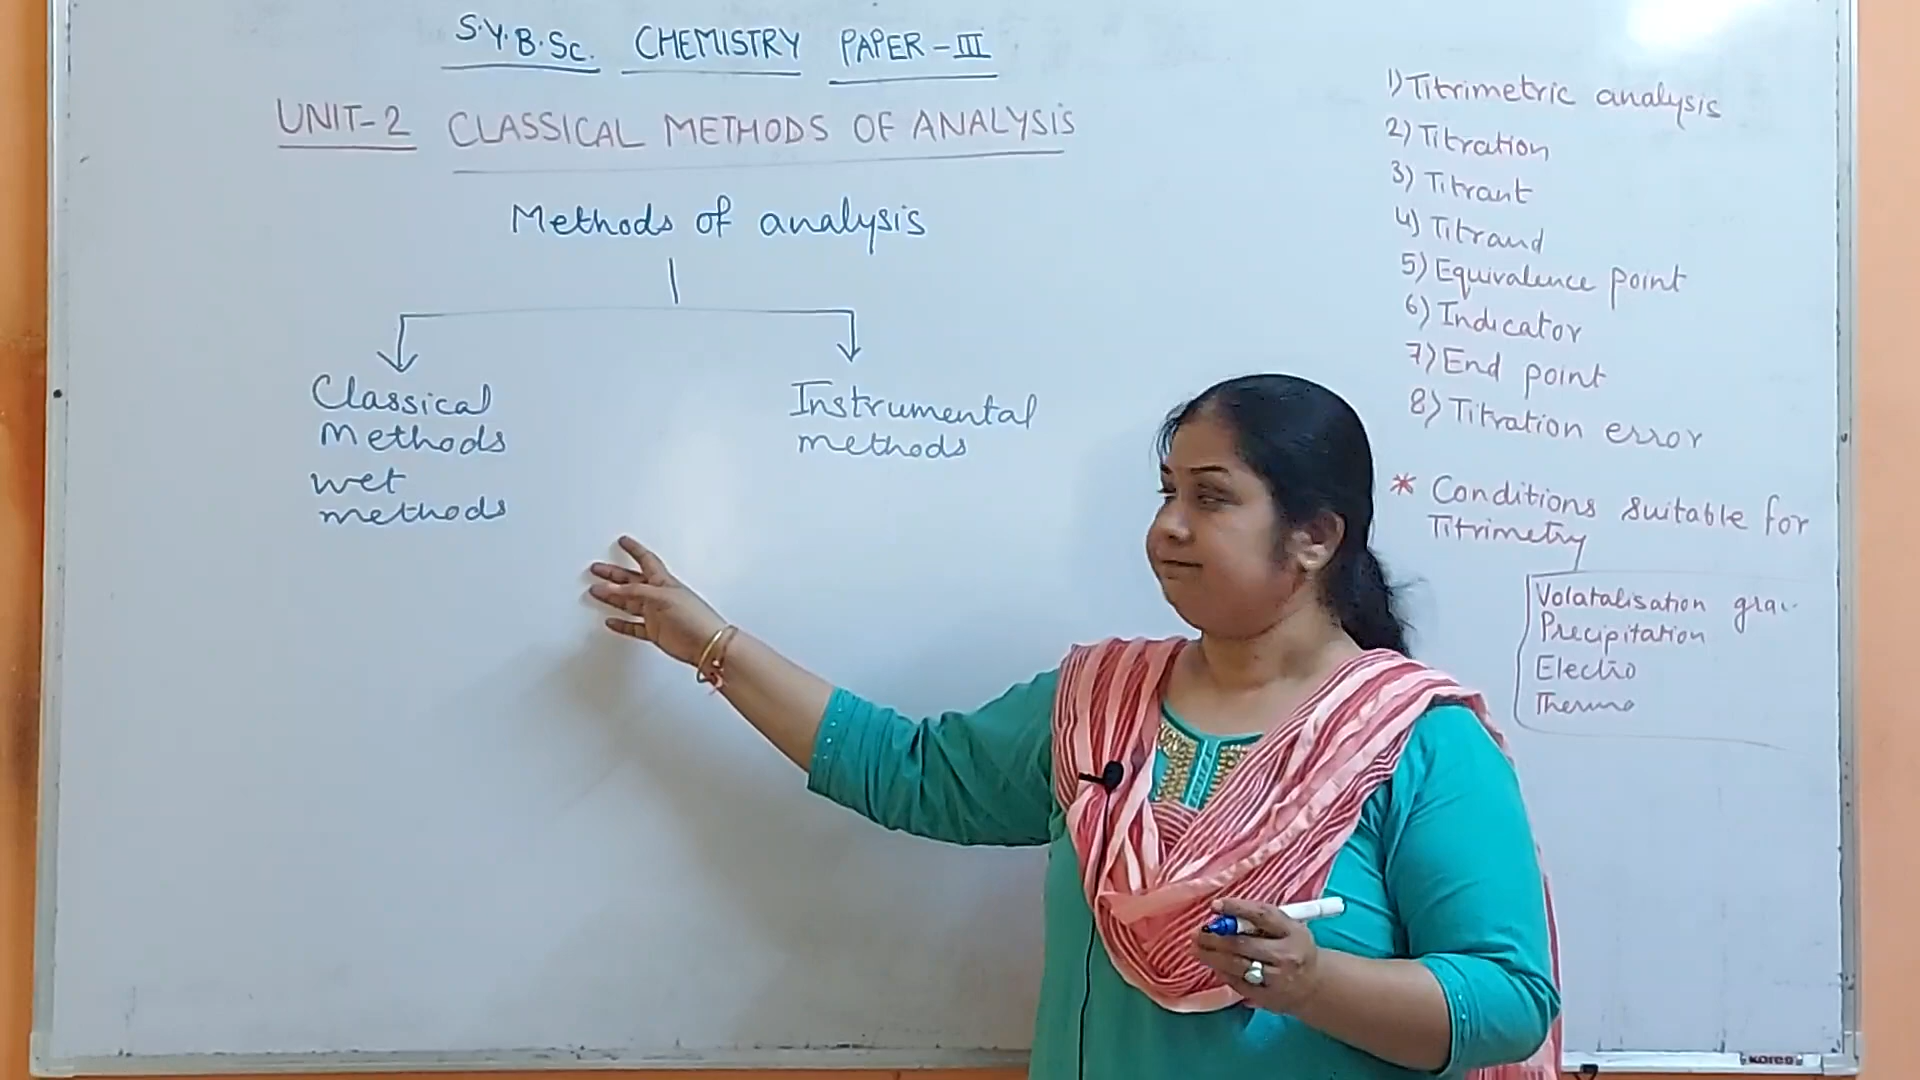 S.Y.B.Sc. CHEMISTRY PAPER-III
UNIT-2 CLASSICAL METHODS OF ANALYSIS
Methods of analysis
Classical
Methods
wet
methods
Instrumental
methods
1) Titrimetric analysis
2) Titration
3) Titrant
4) Titrand
5) Equivalence point
6) Indicator
7) End point
8) Titration error
* Conditions suitable for
Titrimetry
Volatalisation gra
Precipitation
Electro
Thermo
kores